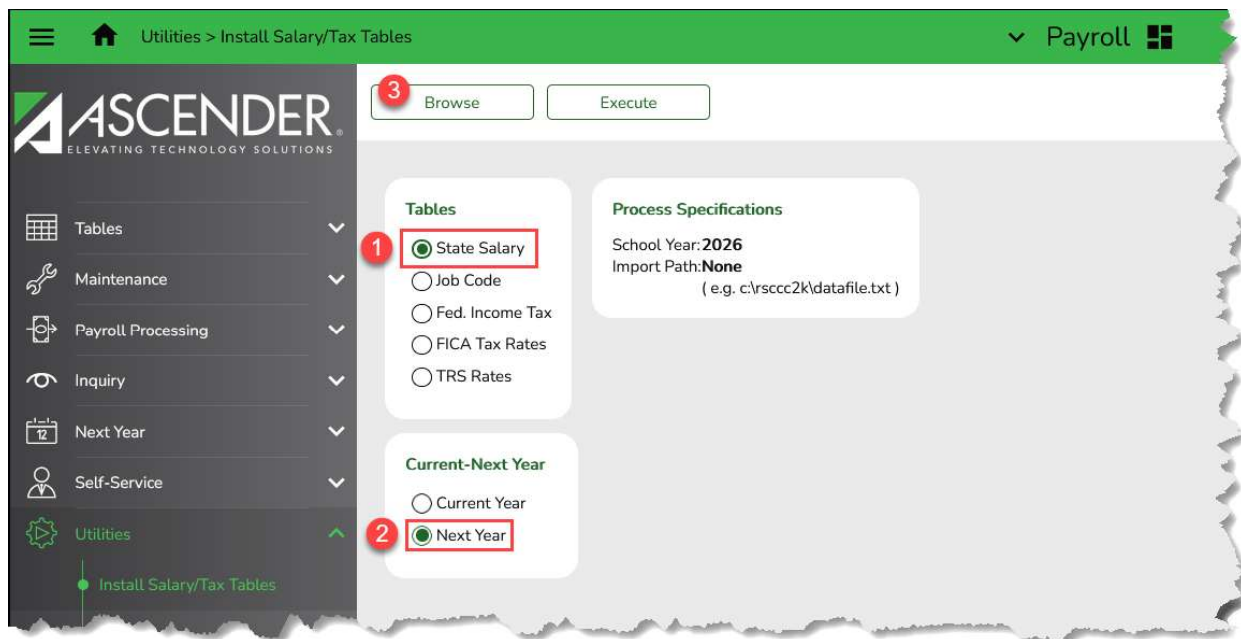 Utilities > Install Salary/Tax Tables
Payroll
ASCENDER®
ELEVATING TECHNOLOGY SOLUTIONS
Tables
Maintenance
Payroll Processing
Inquiry
12
Next Year
Self-Service
Utilities
Install Salary/Tax Tables
3
Browse
Execute
Tables
1
State Salary
Job Code
Fed. Income Tax
FICA Tax Rates
TRS Rates
Process Specifications
School Year:2026
Import Path:None
( e.g. c:\rsccc2k\datafile.txt )
Current-Next Year
Current Year
2
Next Year